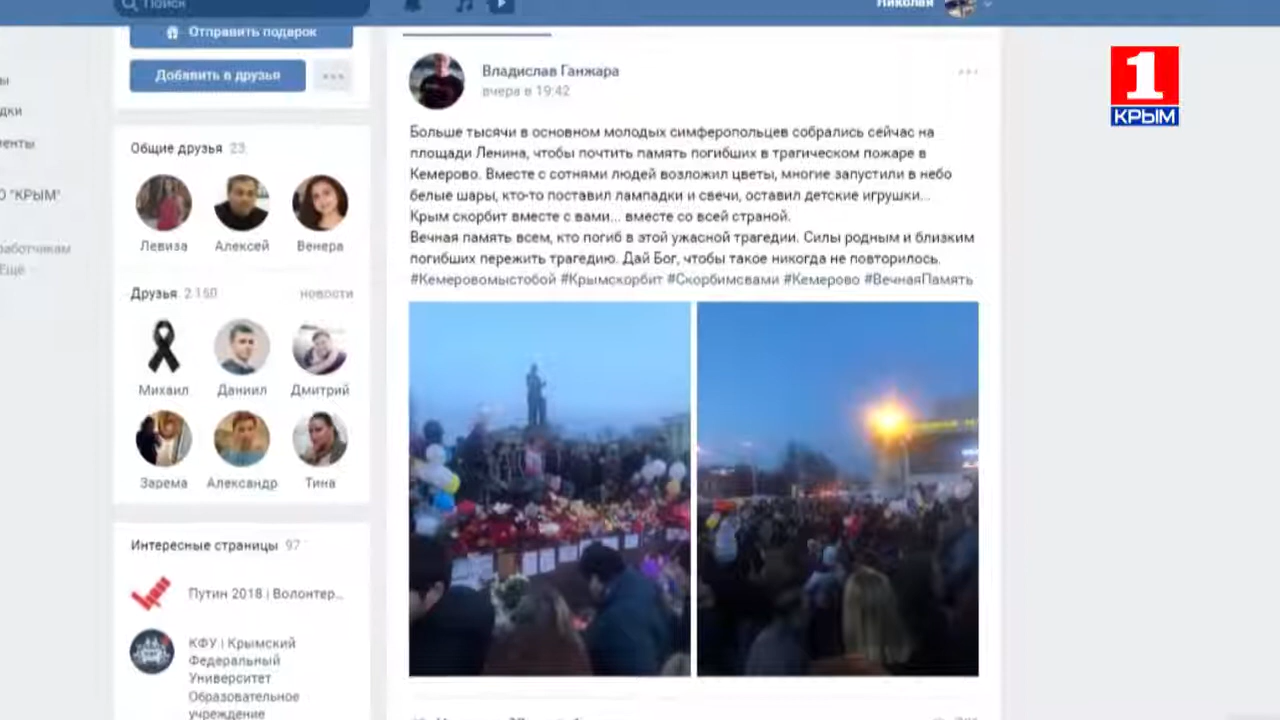 Поиск
Николай
Отправить подарок
Добавить в друзья
Общие друзья 23
Левиза Алексей Венера
Друзья 2 150 новости
Михаил Даниил Дмитрий
Зарема Александр Тина
Интересные страницы 97
Путин 2018 | Волонтер...
КФУ | Крымский
Федеральный
Университет
Образовательное
учреждение
О "КРЫМ"
Ещё
Владислав Ганжара
вчера в 19:42
Больше тысячи в основном молодых симферопольцев собрались сейчас на
площади Ленина, чтобы почтить память погибших в трагическом пожаре в
Кемерово. Вместе с сотнями людей возложил цветы, многие запустили в небо
белые шары, кто-то поставил лампадки и свечи, оставил детские игрушки...
Крым скорбит вместе с вами... вместе со всей страной.
Вечная память всем, кто погиб в этой ужасной трагедии. Силы родным и близким
погибших пережить трагедию. Дай Бог, чтобы такое никогда не повторилось.
#Кемеровомыстобой #Крымскорбит #Скорбимсвами #Кемерово #ВечнаяПамять
1
КРЫМ